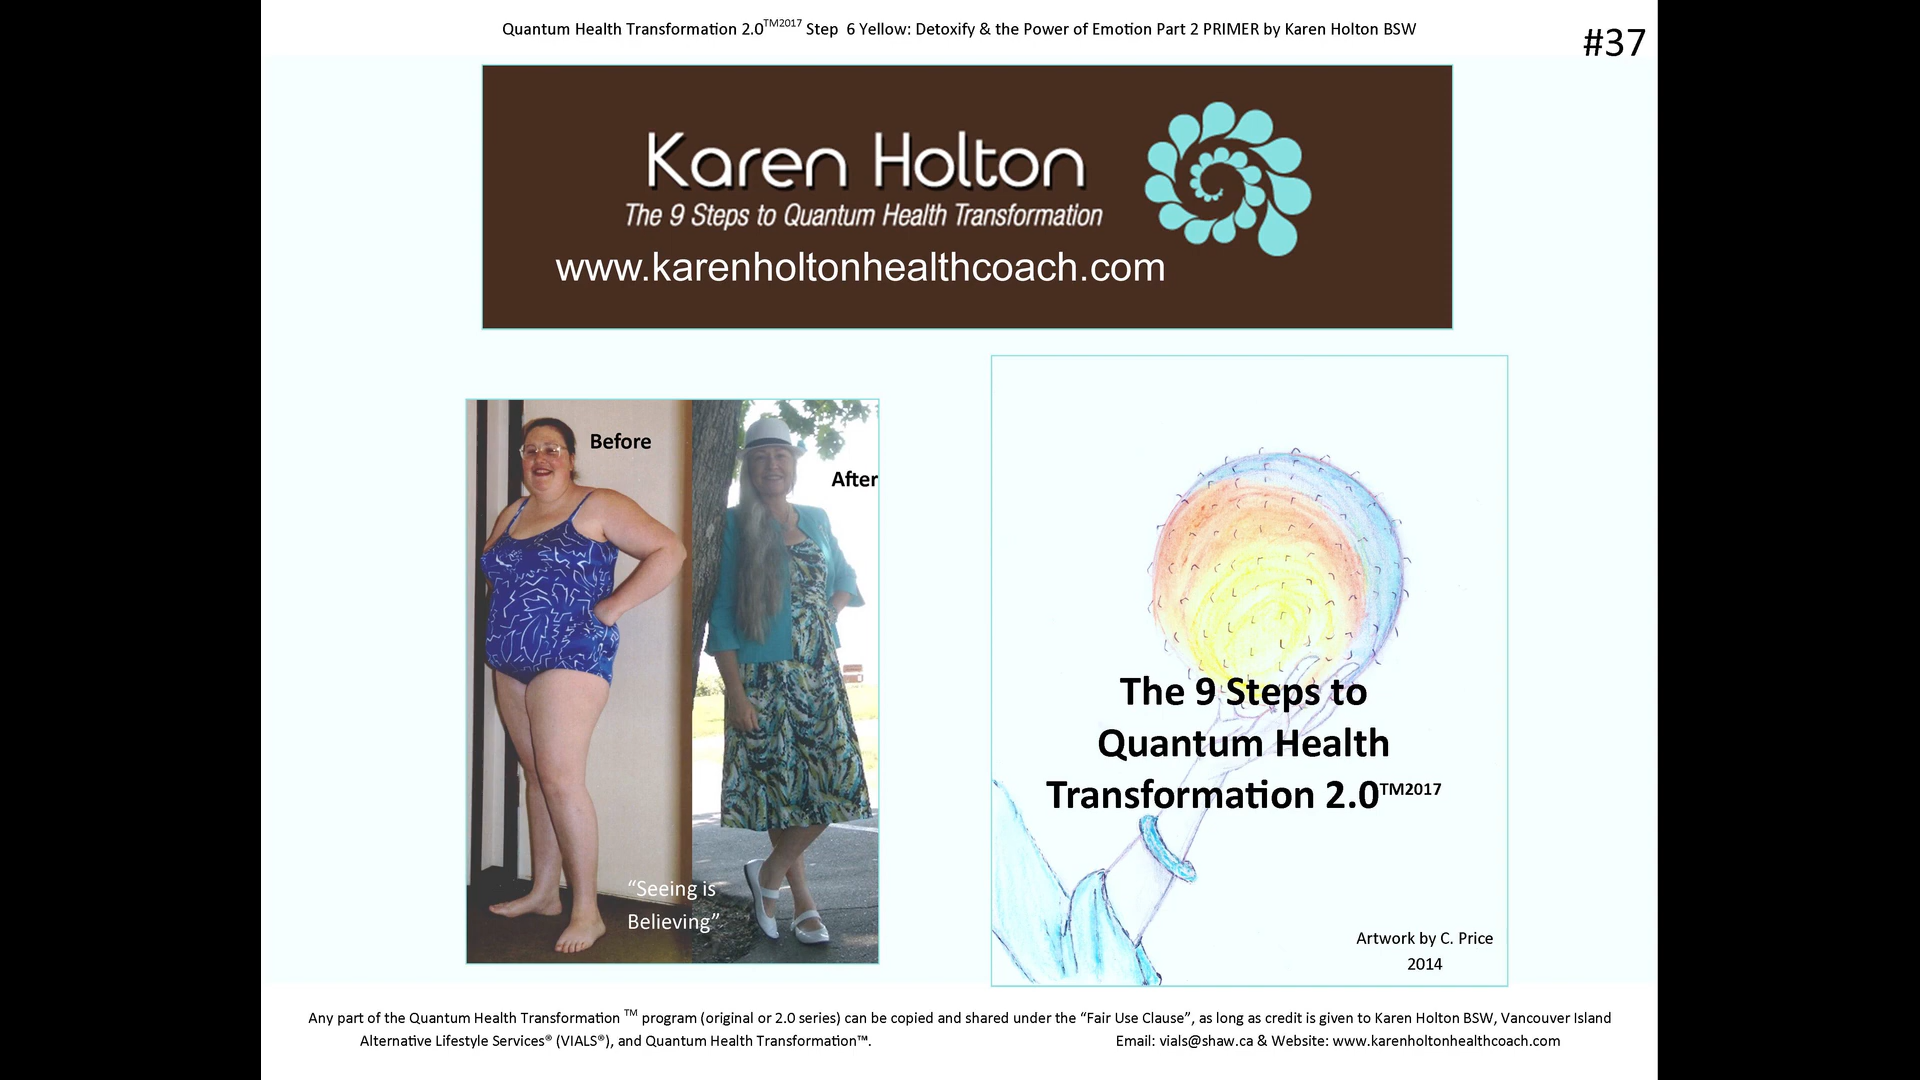 Quantum Health Transformation 2.0TM2017 Step 6 Yellow: Detoxify & the Power of Emotion Part 2 PRIMER by Karen Holton BSW
#37
Karen Holton
The 9 Steps to Quantum Health Transformation
www.karenholtonhealthcoach.com
Before
After
“Seeing is
Believing”
The 9 Steps to
Quantum Health
Transformation 2.0TM2017
Artwork by C. Price
2014
Any part of the Quantum Health Transformation TM program (original or 2.0 series) can be copied and shared under the “Fair Use Clause”, as long as credit is given to Karen Holton BSW, Vancouver Island
Alternative Lifestyle Services® (VIALS®), and Quantum Health Transformation™. Email: vials@shaw.ca & Website: www.karenholtonhealthcoach.com